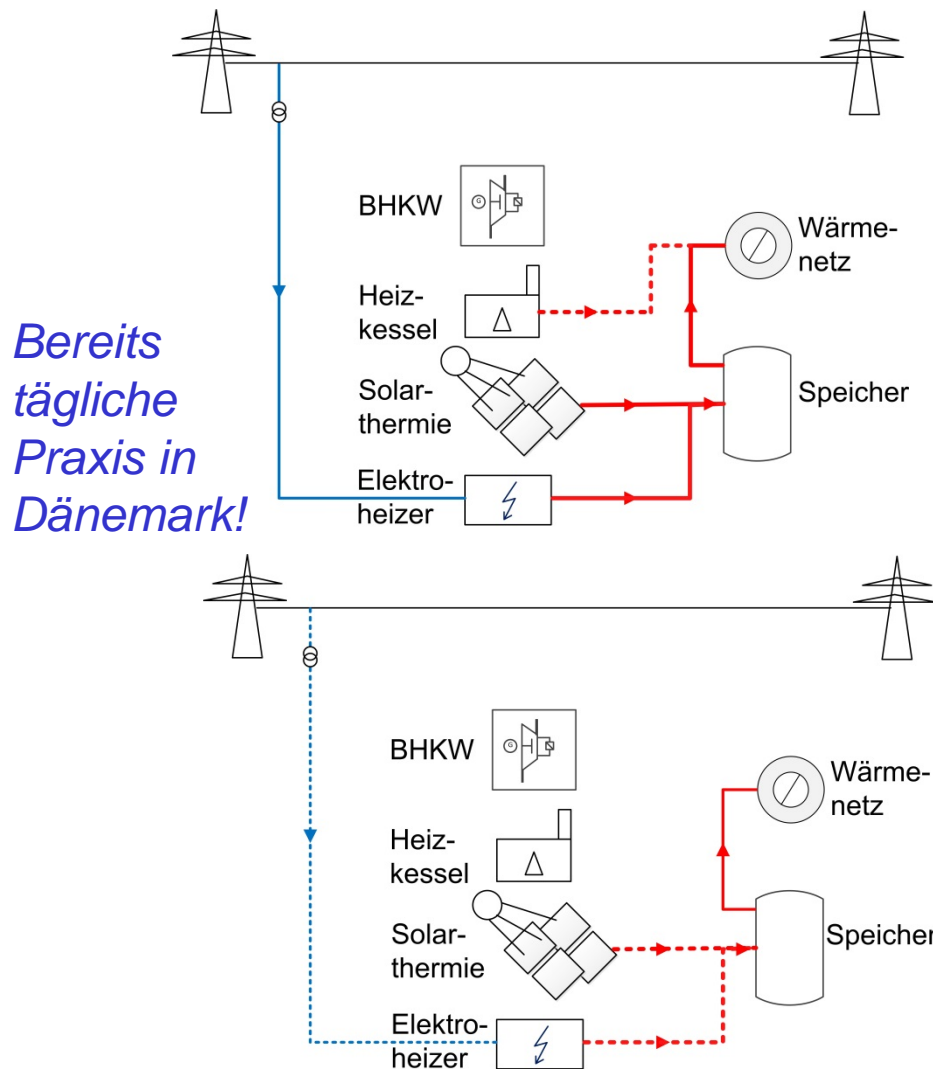 BHKW
Wärme-
netz
Heiz-
kessel
Bereits
tägliche
Praxis in
Dänemark!
Solar-
thermie
Speicher
Elektro-
heizer
BHKW
Wärme-
netz
Heiz-
kessel
Solar-
thermie
Speicher
Elektro-
heizer